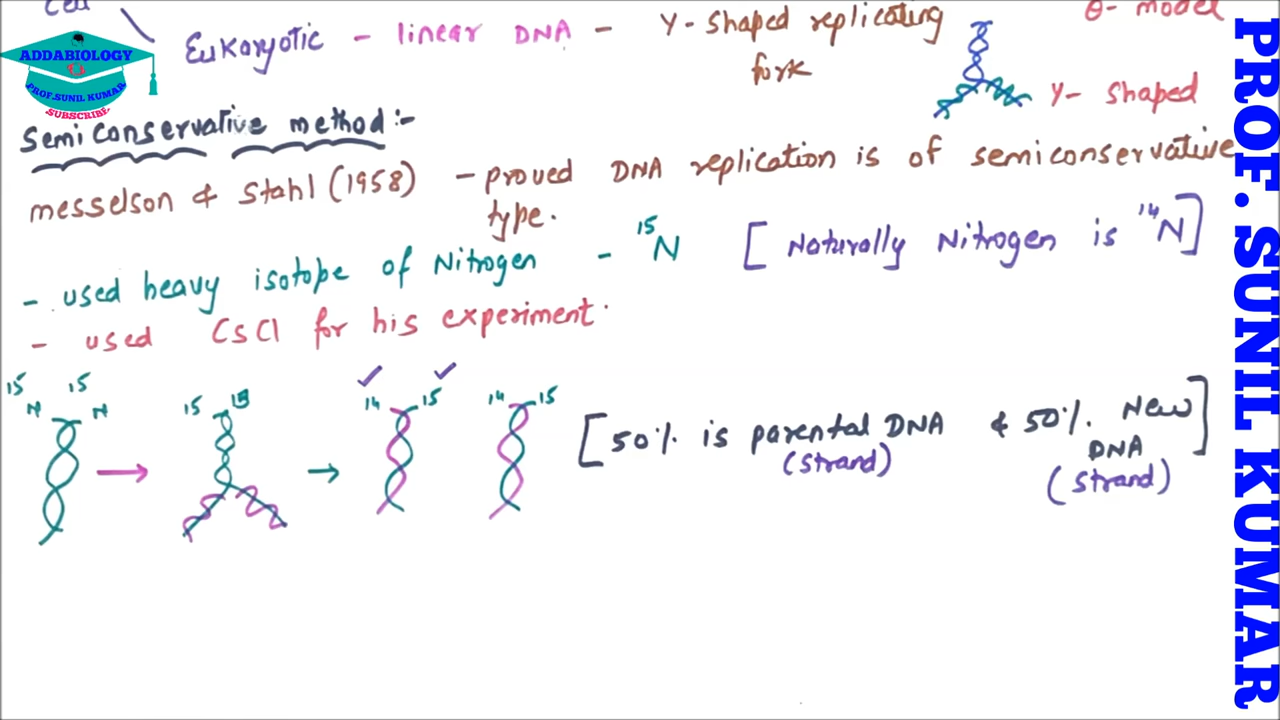 Cell
θ- model
Eukaryotic - linear DNA - Y-shaped replicating
fork
Y- shaped
ADDABIOLOGY
PROF.SUNIL KUMAR
.SUBSCRIBE.
Semiconservative method:-
messelson & Stahl (1958) - proved DNA replication is of semiconservative
type.
- used heavy isotope of Nitrogen - ¹⁵N [Naturally Nitrogen is ¹⁴N]
- used CsCl for his experiment.
15 15
N N
15 15
14 15
14 15
[50% is parental DNA & 50% New
DNA
(strand)
(strand)]
PROF. SUNIL KUMAR